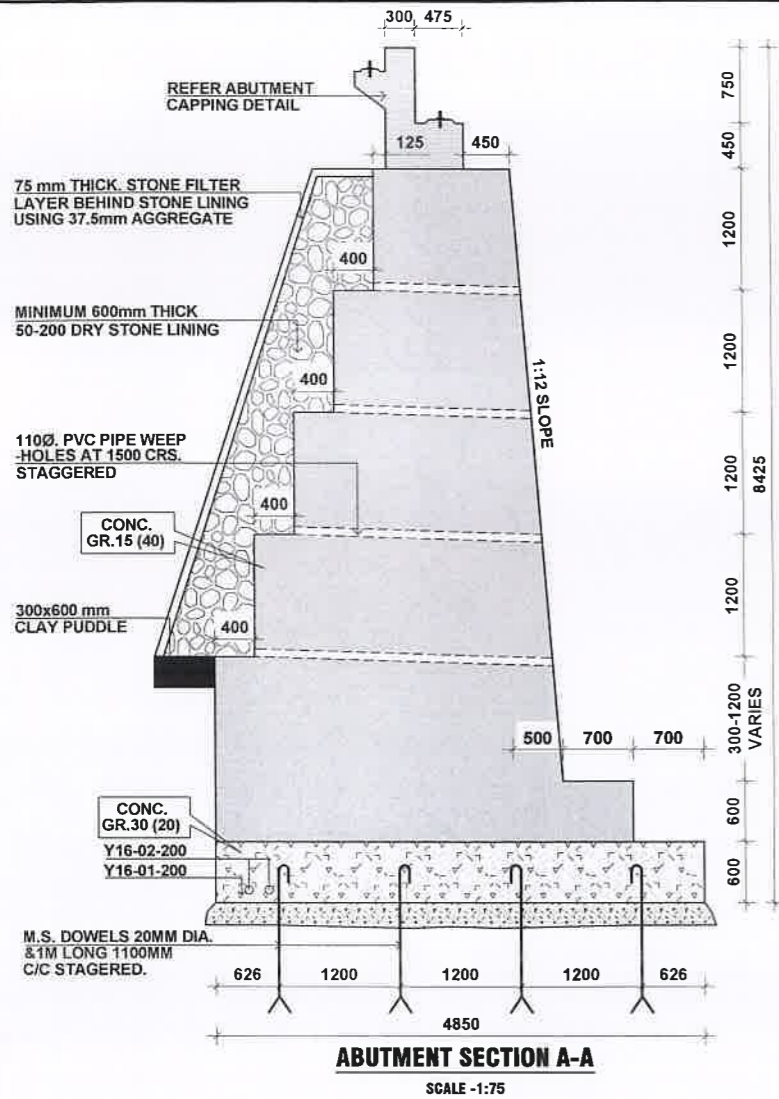 300 475
REFER ABUTMENT
CAPPING DETAIL
750
125 450
450
75 mm THICK. STONE FILTER
LAYER BEHIND STONE LINING
USING 37.5mm AGGREGATE
1200
400
MINIMUM 600mm THICK
50-200 DRY STONE LINING
1200
400
1:12 SLOPE
110Ø. PVC PIPE WEEP
-HOLES AT 1500 CRS.
STAGGERED
1200
8425
400
CONC.
GR.15 (40)
1200
300x600 mm
CLAY PUDDLE
400
300-1200
VARIES
500 700 700
600
CONC.
GR.30 (20)
Y16-02-200
Y16-01-200
600
M.S. DOWELS 20MM DIA.
&1M LONG 1100MM
C/C STAGERED.
626 1200 1200 1200 626
4850
ABUTMENT SECTION A-A
SCALE -1:75